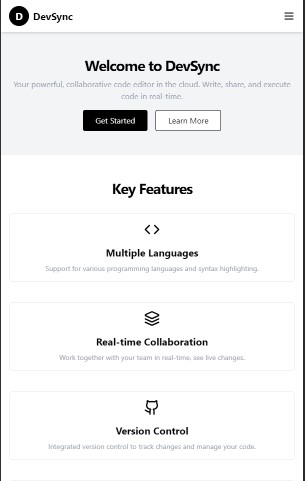 D DevSync
Welcome to DevSync
Your powerful, collaborative code editor in the cloud. Write, share, and execute
code in real-time.
Get Started Learn More
Key Features
Multiple Languages
Support for various programming languages and syntax highlighting.
Real-time Collaboration
Work together with your team in real-time, see live changes.
Version Control
Integrated version control to track changes and manage your code.